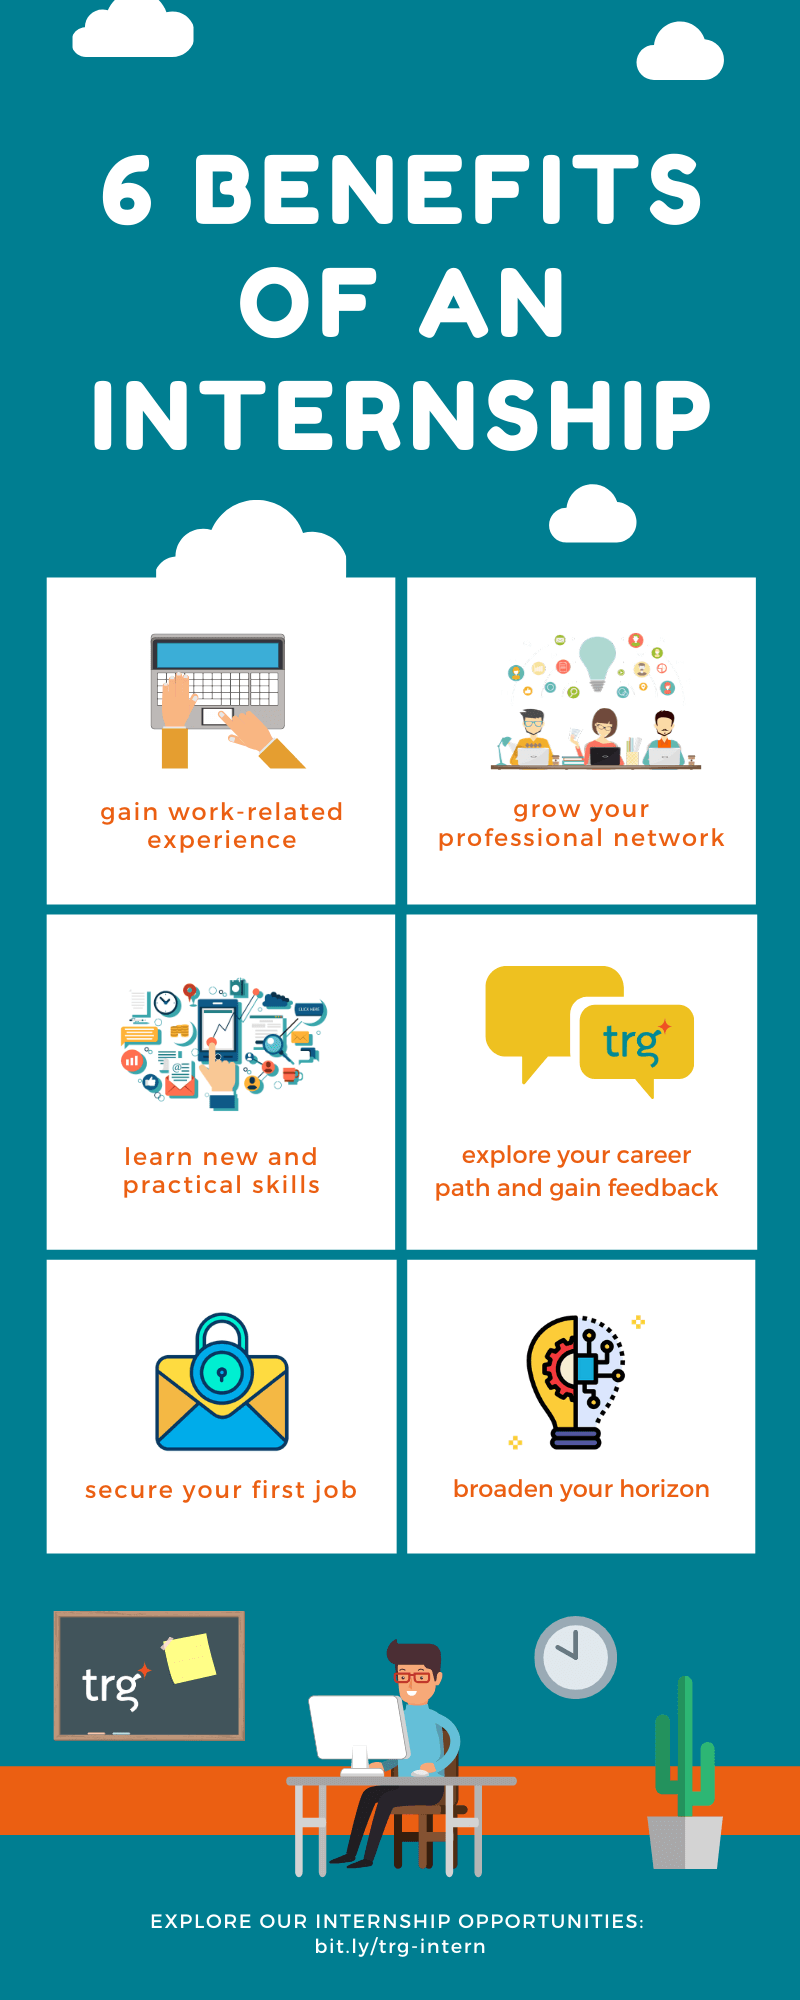 6 BENEFITS
OF AN
INTERNSHIP
gain work-related
experience
grow your
professional network
CLICK HERE
learn new and
practical skills
trg
explore your career
path and gain feedback
secure your first job
broaden your horizon
trg
EXPLORE OUR INTERNSHIP OPPORTUNITIES:
bit.ly/trg-intern